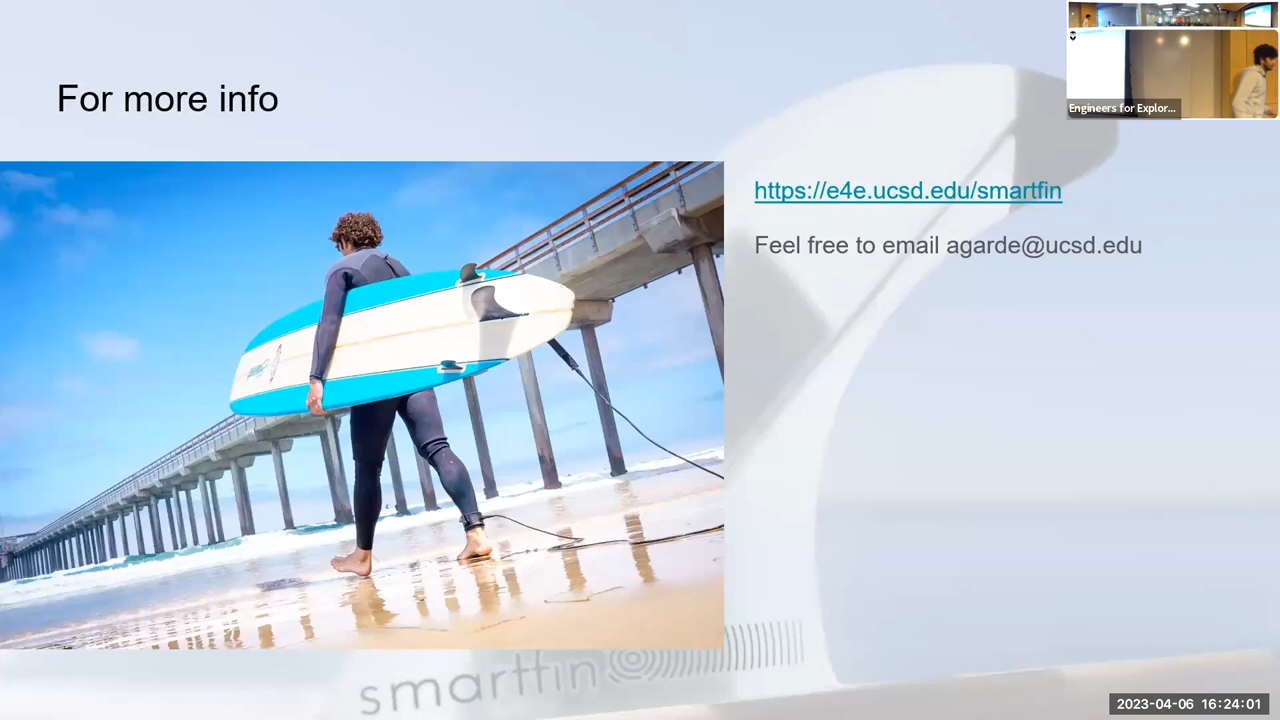 For more info
Engineers for Explor...
https://e4e.ucsd.edu/smartfin
Feel free to email agarde@ucsd.edu
smartfin
2023-04-06 16:24:01